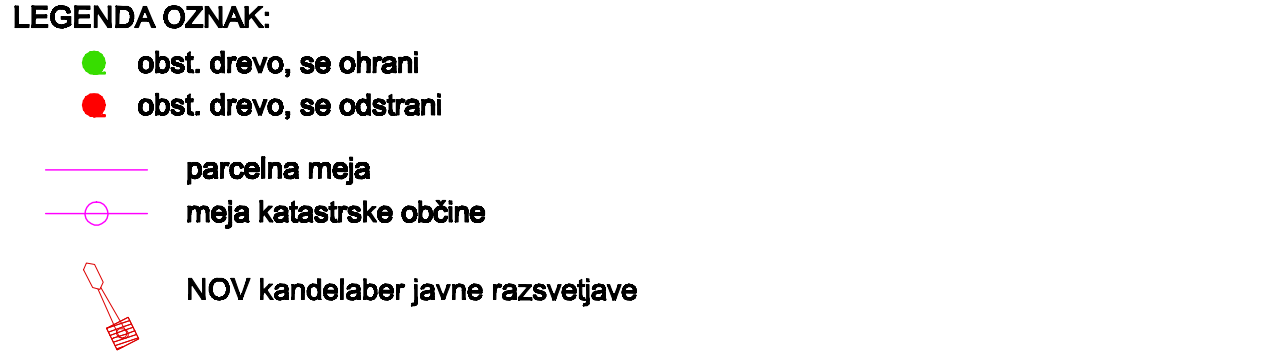 LEGENDA OZNAK:
obst. drevo, se ohrani
obst. drevo, se odstrani
parcelna meja
meja katastrske občine
NOV kandelaber javne razsvetjave